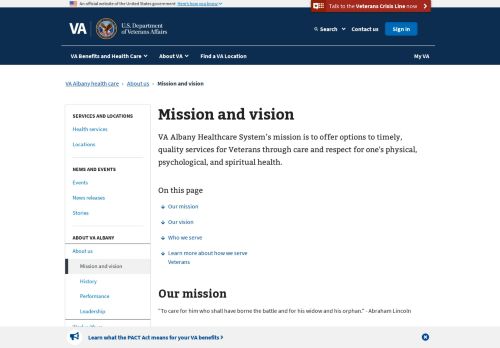 An official website of the United States government Here's how you know
Talk to the Veterans Crisis Line now
VA
U.S. Department
of Veterans Affairs
Search
Contact us
Sign in
VA Benefits and Health Care
About VA
Find a VA Location
My VA
VA Albany health care › About us › Mission and vision
SERVICES AND LOCATIONS
Health services
Locations
NEWS AND EVENTS
Events
News releases
Stories
ABOUT VA ALBANY
About us
Mission and vision
History
Performance
Leadership
Mission and vision
VA Albany Healthcare System's mission is to offer options to timely,
quality services for Veterans through care and respect for one's physical,
psychological, and spiritual health.
On this page
Our mission
Our vision
Who we serve
Learn more about how we serve
Veterans
Our mission
"To care for him who shall have borne the battle and for his widow and his orphan." - Abraham Lincoln
Learn what the PACT Act means for your VA benefits